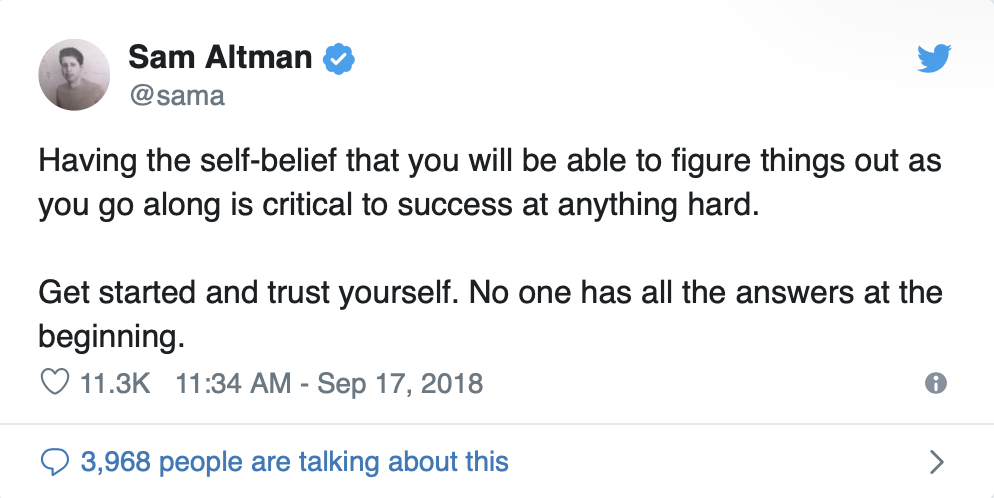 Sam Altman
@sama
Having the self-belief that you will be able to figure things out as
you go along is critical to success at anything hard.
Get started and trust yourself. No one has all the answers at the
beginning.
11.3K 11:34 AM - Sep 17, 2018
3,968 people are talking about this